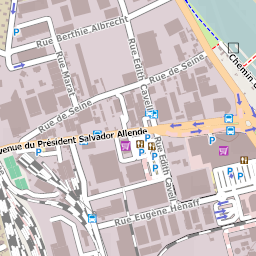 Rue Berthie Albrecht
Rue Marat
Rue Edith Cavell
Rue de Seine
Chemin
Rue de Seine
venue du Président Salvador Allende
Rue Edith Cavell
Rue Eugène Hénaff